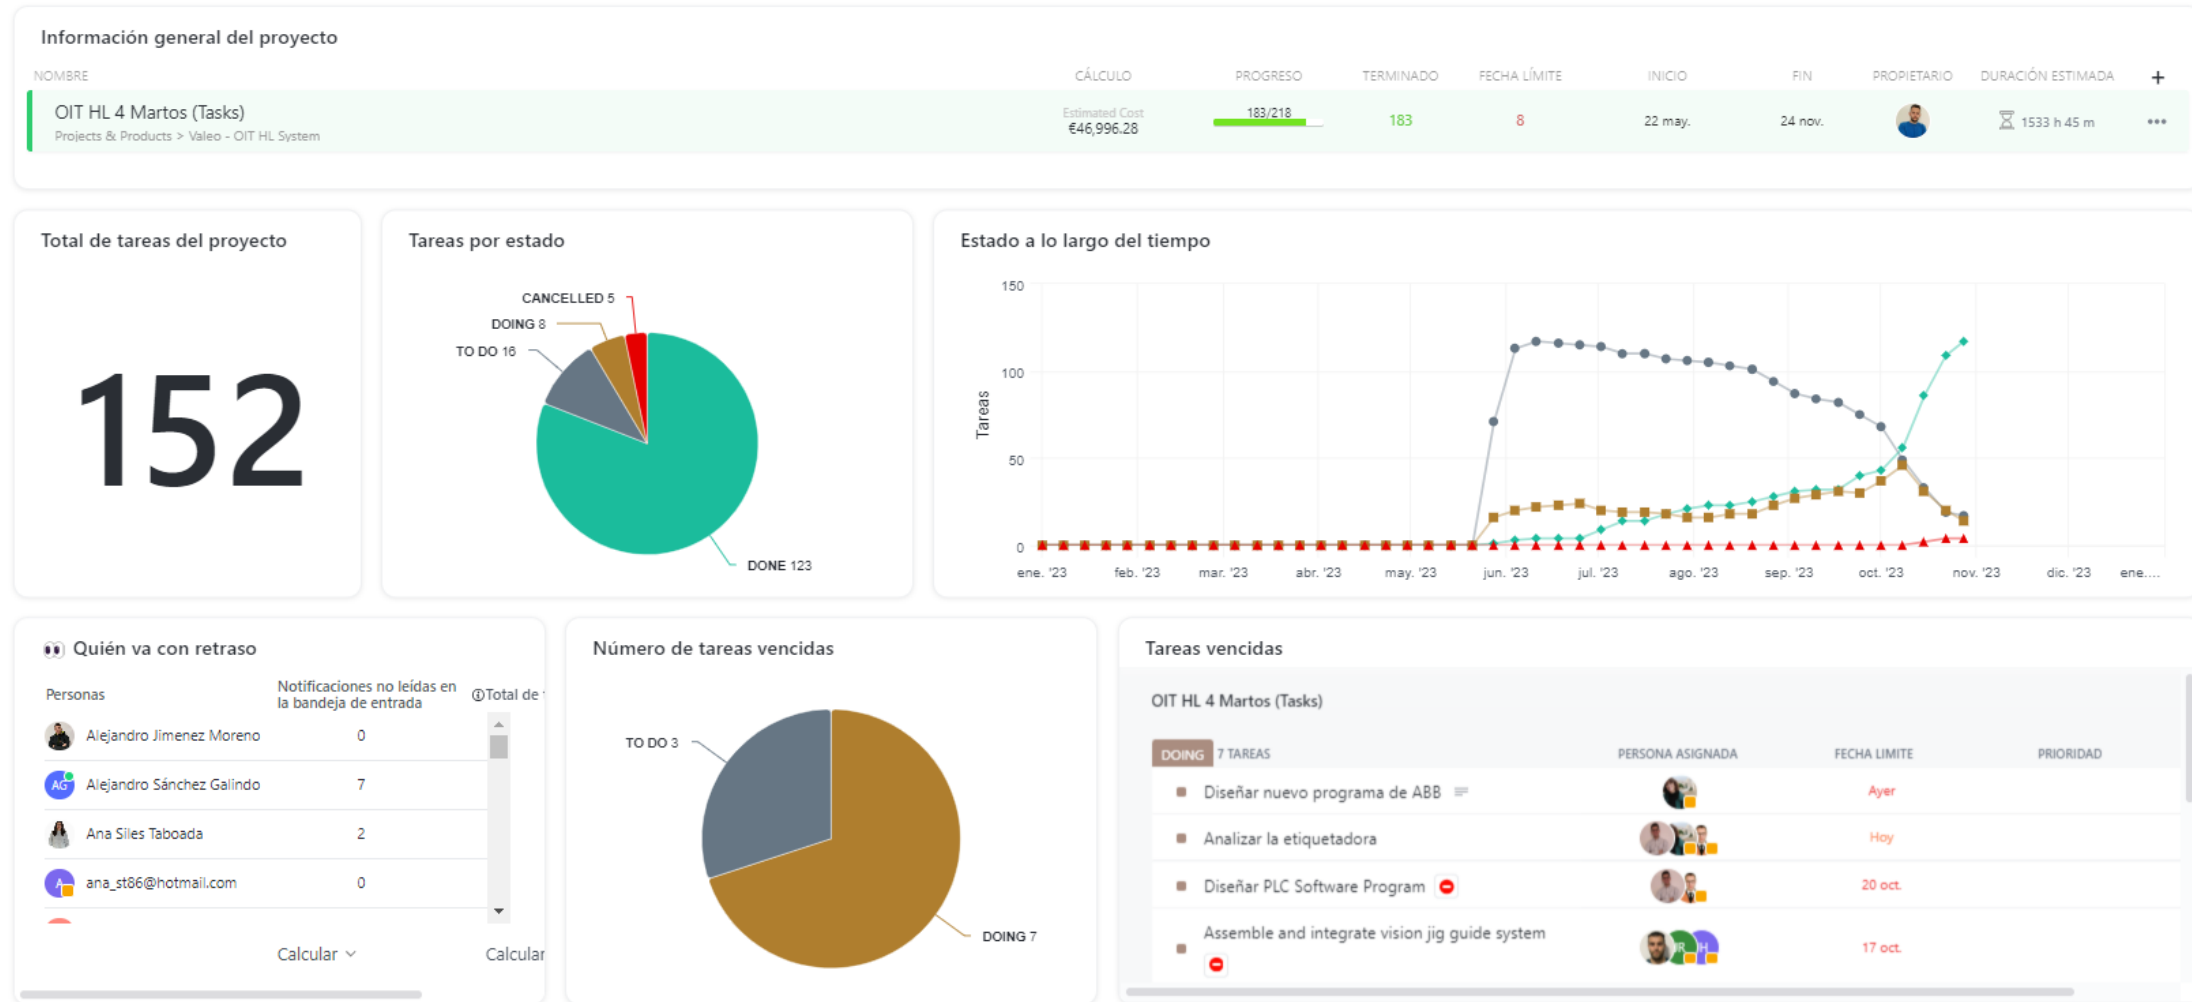 Información general del proyecto
NOMBRE CÁLCULO PROGRESO TERMINADO FECHA LÍMITE INICIO FIN PROPIETARIO DURACIÓN ESTIMADA +
OIT HL 4 Martos (Tasks)
Projects & Products > Valeo - OIT HL System
Estimated Cost
€46,996.28
183/218
183
8
22 may.
24 nov.
1533 h 45 m
Total de tareas del proyecto
152
Tareas por estado
CANCELLED 5
DOING 8
TO DO 16
DONE 123
Estado a lo largo del tiempo
Tareas
150
100
50
0
ene. '23 feb. '23 mar. '23 abr. '23 may. '23 jun. '23 jul. '23 ago. '23 sep. '23 oct. '23 nov. '23 dic. '23 ene....
Quién va con retraso
Personas
Notificaciones no leídas en
la bandeja de entrada
Total de
Alejandro Jimenez Moreno 0
AG Alejandro Sánchez Galindo 7
Ana Siles Taboada 2
A ana_st86@hotmail.com 0
Calcular Calcular
Número de tareas vencidas
TO DO 3
DOING 7
Tareas vencidas
OIT HL 4 Martos (Tasks)
DOING 7 TAREAS PERSONA ASIGNADA FECHA LIMITE PRIORIDAD
Diseñar nuevo programa de ABB Ayer
Analizar la etiquetadora Hoy
Diseñar PLC Software Program 20 oct.
Assemble and integrate vision jig guide system 17 oct.